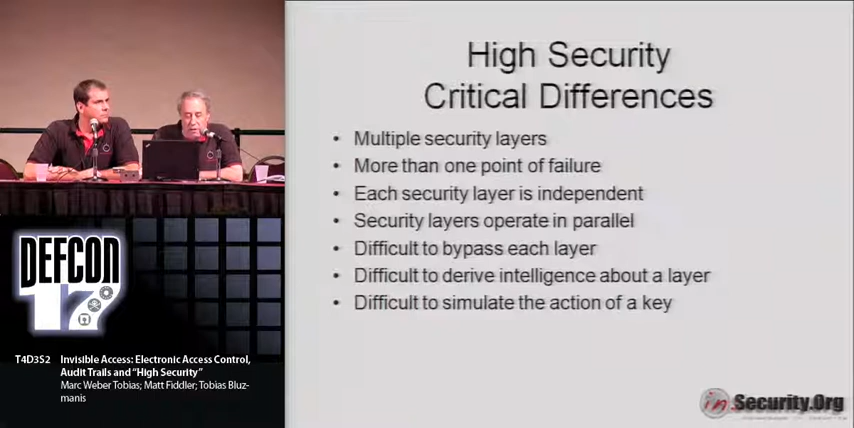 High Security
Critical Differences
• Multiple security layers
• More than one point of failure
• Each security layer is independent
• Security layers operate in parallel
• Difficult to bypass each layer
• Difficult to derive intelligence about a layer
• Difficult to simulate the action of a key
DEFCON
17
T4D3S2 Invisible Access: Electronic Access Control,
Audit Trails and "High Security"
Marc Weber Tobias; Matt Fiddler; Tobias Bluz-
manis
in.Security.Org